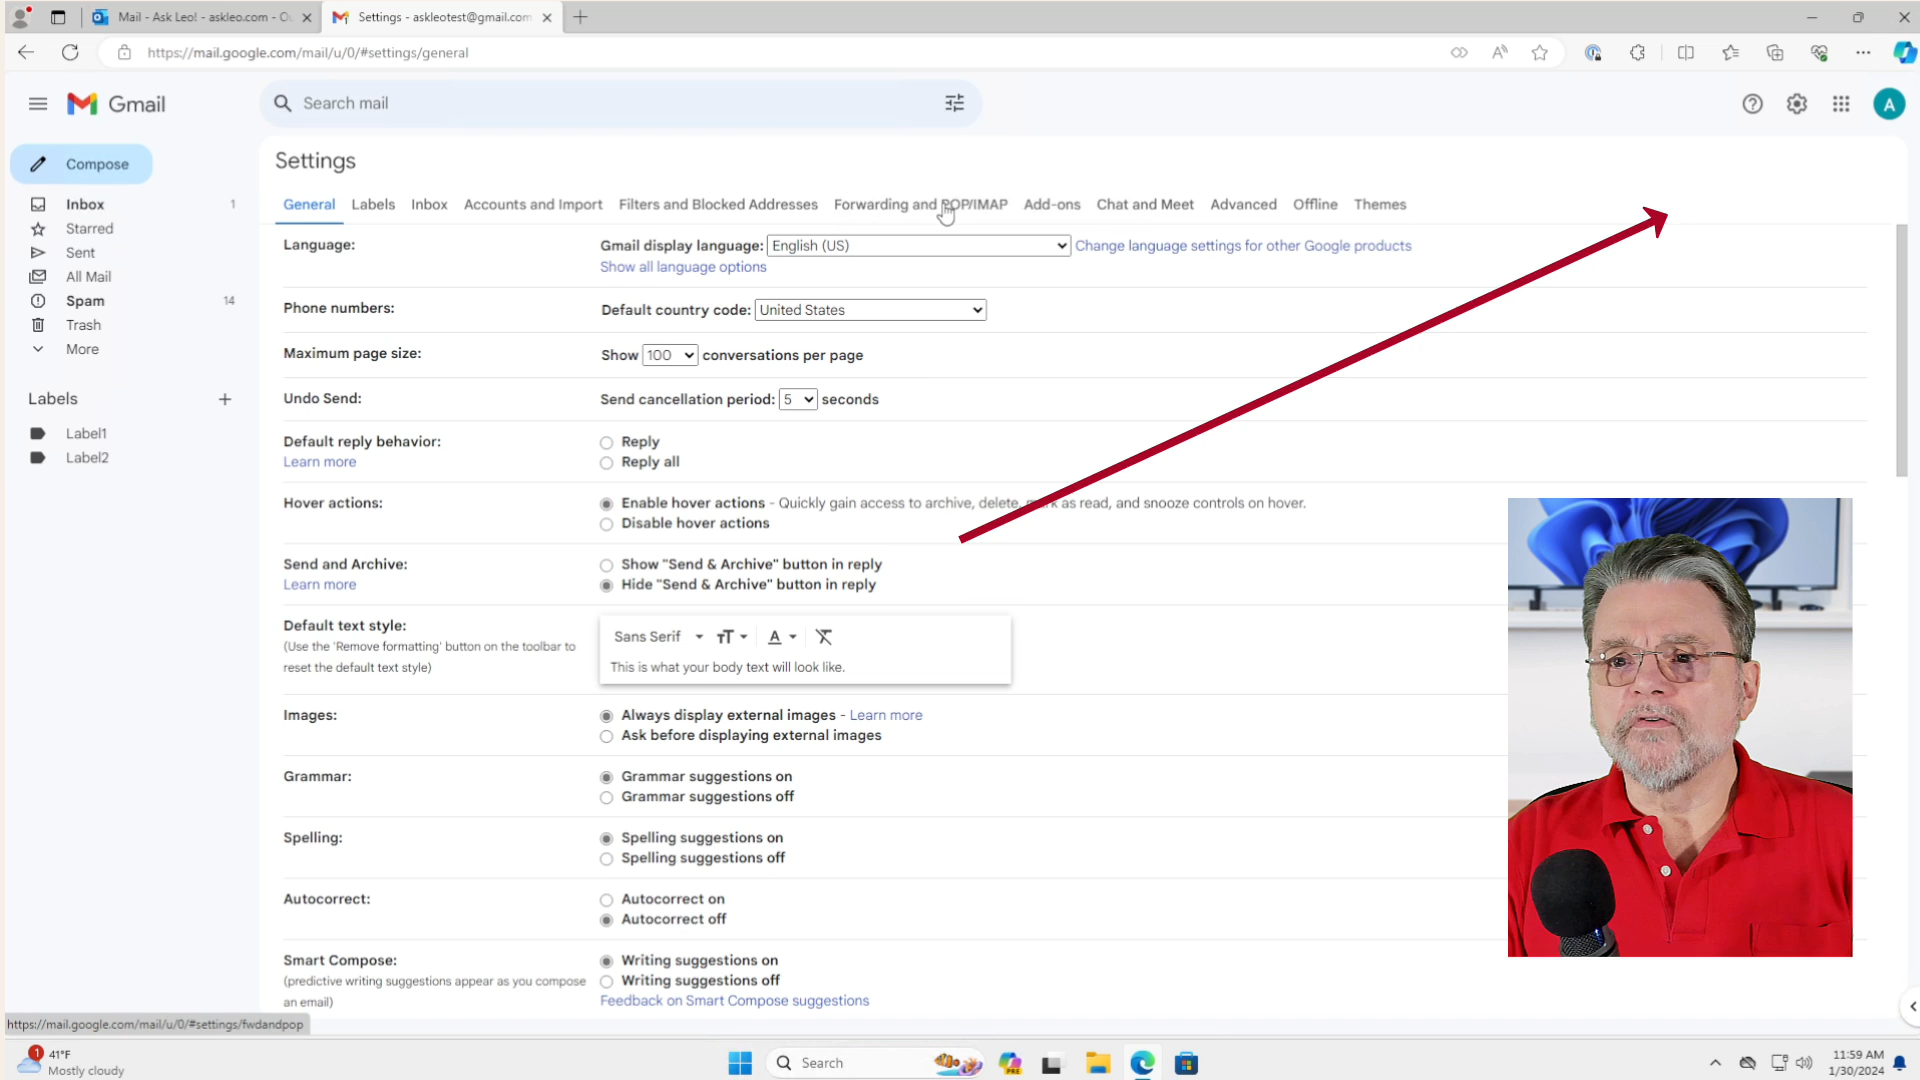 Mail - Ask Leo! - askleo.com - Ou
Settings - askleotest@gmail.com
https://mail.google.com/mail/u/0/#settings/general
Gmail
Search mail
A
Compose
Inbox 1
Starred
Sent
All Mail
Spam 14
Trash
More
Labels
Label1
Label2
Settings
General Labels Inbox Accounts and Import Filters and Blocked Addresses Forwarding and POP/IMAP Add-ons Chat and Meet Advanced Offline Themes
Language: Gmail display language: English (US) Change language settings for other Google products
Show all language options
Phone numbers: Default country code: United States
Maximum page size: Show 100 conversations per page
Undo Send: Send cancellation period: 5 seconds
Default reply behavior: Reply
Learn more Reply all
Hover actions: Enable hover actions - Quickly gain access to archive, delete, mark as read, and snooze controls on hover.
Disable hover actions
Send and Archive: Show "Send & Archive" button in reply
Learn more Hide "Send & Archive" button in reply
Default text style:
(Use the 'Remove formatting' button on the toolbar to
reset the default text style)
Sans Serif
This is what your body text will look like.
Images: Always display external images - Learn more
Ask before displaying external images
Grammar: Grammar suggestions on
Grammar suggestions off
Spelling: Spelling suggestions on
Spelling suggestions off
Autocorrect: Autocorrect on
Autocorrect off
Smart Compose: Writing suggestions on
(predictive writing suggestions appear as you compose
an email)
Writing suggestions off
Feedback on Smart Compose suggestions
https://mail.google.com/mail/u/0/#settings/fwdandpop
1
41°F
Mostly cloudy
Search
PRE
11:59 AM
1/30/2024